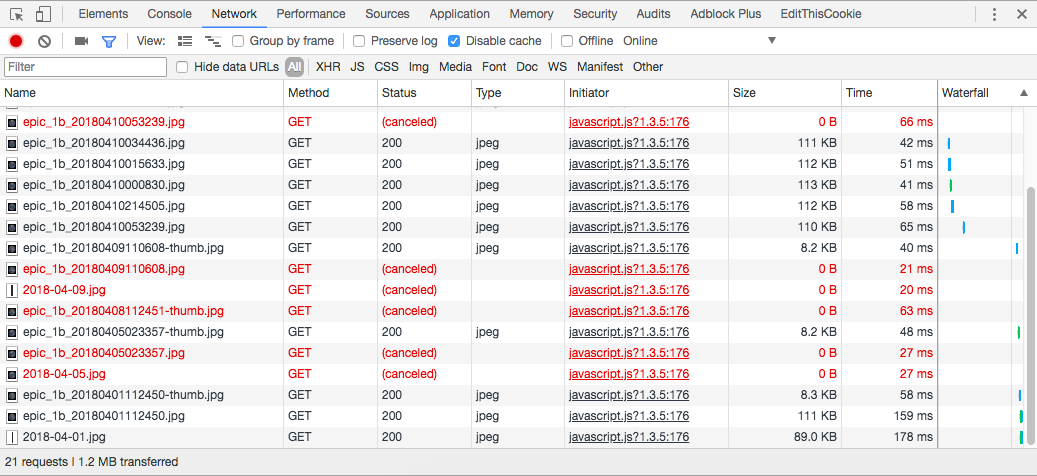 Elements Console Network Performance Sources Application Memory Security Audits Adblock Plus EditThisCookie
View: Group by frame Preserve log Disable cache Offline Online
Filter Hide data URLs All XHR JS CSS Img Media Font Doc WS Manifest Other
Name Method Status Type Initiator Size Time Waterfall
epic_1b_20180410053239.jpg GET (canceled) javascript.js?1.3.5:176 0 B 66 ms
epic_1b_20180410034436.jpg GET 200 jpeg javascript.js?1.3.5:176 111 KB 42 ms
epic_1b_20180410015633.jpg GET 200 jpeg javascript.js?1.3.5:176 112 KB 51 ms
epic_1b_20180410000830.jpg GET 200 jpeg javascript.js?1.3.5:176 113 KB 41 ms
epic_1b_20180410214505.jpg GET 200 jpeg javascript.js?1.3.5:176 112 KB 58 ms
epic_1b_20180410053239.jpg GET 200 jpeg javascript.js?1.3.5:176 110 KB 65 ms
epic_1b_20180409110608-thumb.jpg GET 200 jpeg javascript.js?1.3.5:176 8.2 KB 40 ms
epic_1b_20180409110608.jpg GET (canceled) javascript.js?1.3.5:176 0 B 21 ms
2018-04-09.jpg GET (canceled) javascript.js?1.3.5:176 0 B 20 ms
epic_1b_20180408112451-thumb.jpg GET (canceled) javascript.js?1.3.5:176 0 B 63 ms
epic_1b_20180405023357-thumb.jpg GET 200 jpeg javascript.js?1.3.5:176 8.2 KB 48 ms
epic_1b_20180405023357.jpg GET (canceled) javascript.js?1.3.5:176 0 B 27 ms
2018-04-05.jpg GET (canceled) javascript.js?1.3.5:176 0 B 27 ms
epic_1b_20180401112450-thumb.jpg GET 200 jpeg javascript.js?1.3.5:176 8.3 KB 58 ms
epic_1b_20180401112450.jpg GET 200 jpeg javascript.js?1.3.5:176 111 KB 159 ms
2018-04-01.jpg GET 200 jpeg javascript.js?1.3.5:176 89.0 KB 178 ms
21 requests | 1.2 MB transferred